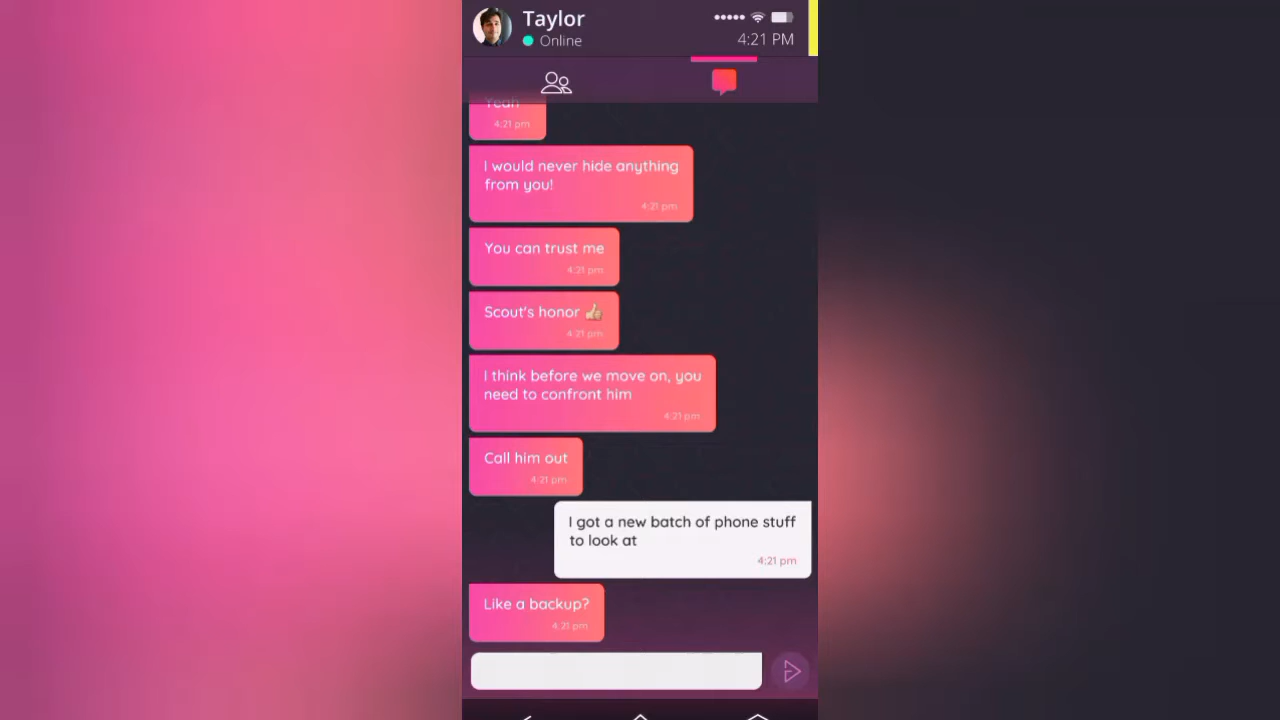 Taylor
Online
4:21 PM
Yeah
4:21 pm
I would never hide anything
from you!
4:21 pm
You can trust me
4:21 pm
Scout's honor 👍🏼
4:21 pm
I think before we move on, you
need to confront him
4:21 pm
Call him out
4:21 pm
I got a new batch of phone stuff
to look at
4:21 pm
Like a backup?
4:21 pm